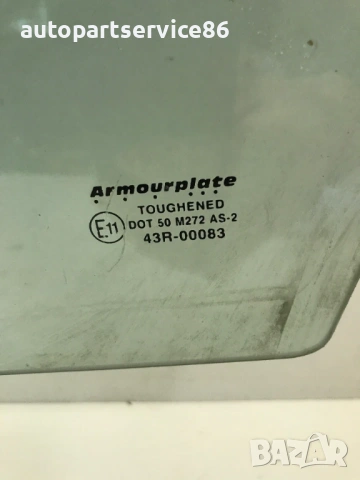 autopartservice86
Armourplate
TOUGHENED
E11 DOT 50 M272 AS-2
43R-00083
BAZAR